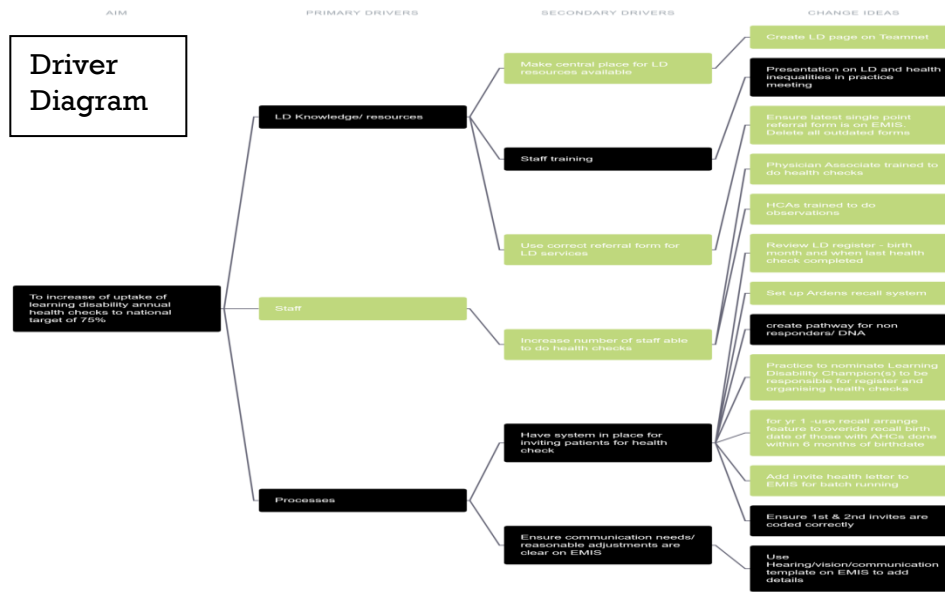 AIM
PRIMARY DRIVERS
SECONDARY DRIVERS
CHANGE IDEAS
Driver
Diagram
To increase of uptake of
learning disability annual
health checks to national
target of 75%
LD Knowledge/ resources
Staff
Processes
Make central place for LD
resources available
Staff training
Use correct referral form for
LD services
Increase number of staff able
to do health checks
Have system in place for
inviting patients for health
check
Ensure communication needs/
reasonable adjustments are
clear on EMIS
Create LD page on Teamnet
Presentation on LD and health
inequalities in practice
meeting
Ensure latest single point
referral form is on EMIS.
Delete all outdated forms
Physician Associate trained to
do health checks
HCAs trained to do
observations
Review LD register - birth
month and when last health
check completed
Set up Ardens recall system
create pathway for non
responders/ DNA
Practice to nominate Learning
Disability Champion(s) to be
responsible for register and
organising health checks
for yr 1 -use recall arrange
feature to overide recall birth
date of those with AHCs done
within 6 months of birthdate
Add invite health letter to
EMIS for batch running
Ensure 1st & 2nd invites are
coded correctly
Use
Hearing/vision/communication
template on EMIS to add
details